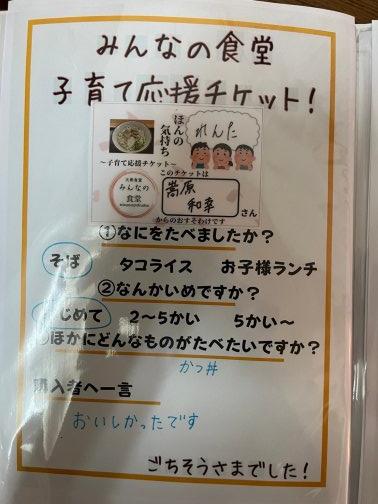 みんなの食堂
子育て応援チケット!
ほんの
気持ち
れんた
~子育て応援チケット~
このチケットは
みんなの
食堂
嵩原
和幸
さん
からのおすそわけです
①なにをたべましたか?
そば タコライス お子様ランチ
②なんかいめですか?
じめて 2~5かい 5かい~
ほかにどんなものがたべたいですか?
かつ丼
購入者へ一言
おいしかったです
ごちそうさまでした!